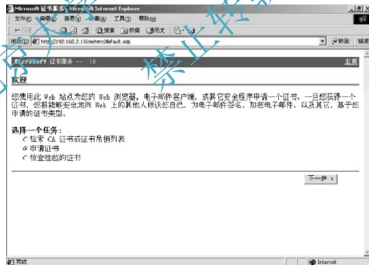 Microsoft 证书服务 - Microsoft Internet Explorer
文件(F) 编辑(E) 查看(V) 收藏(A) 工具(T) 帮助(H)
搜索 收藏 历史
地址(D) http://192.168.2.1/certsrv/default.asp 转到 链接
Microsoft 证书服务 -- 主页
欢迎
您使用此 Web 站点为您的 Web 浏览器，电子邮件客户端，或其它安全程序申请一个证书。一旦您获得一个
证书，您将能够安全地向 Web 上的其他人标识您自己，为电子邮件签名，加密电子邮件，以及其它，基于您
申请的证书类型。
选择一个任务:
检索 CA 证书或证书吊销列表
申请证书
检查挂起的证书
下一步 >
完成 Internet
禁止